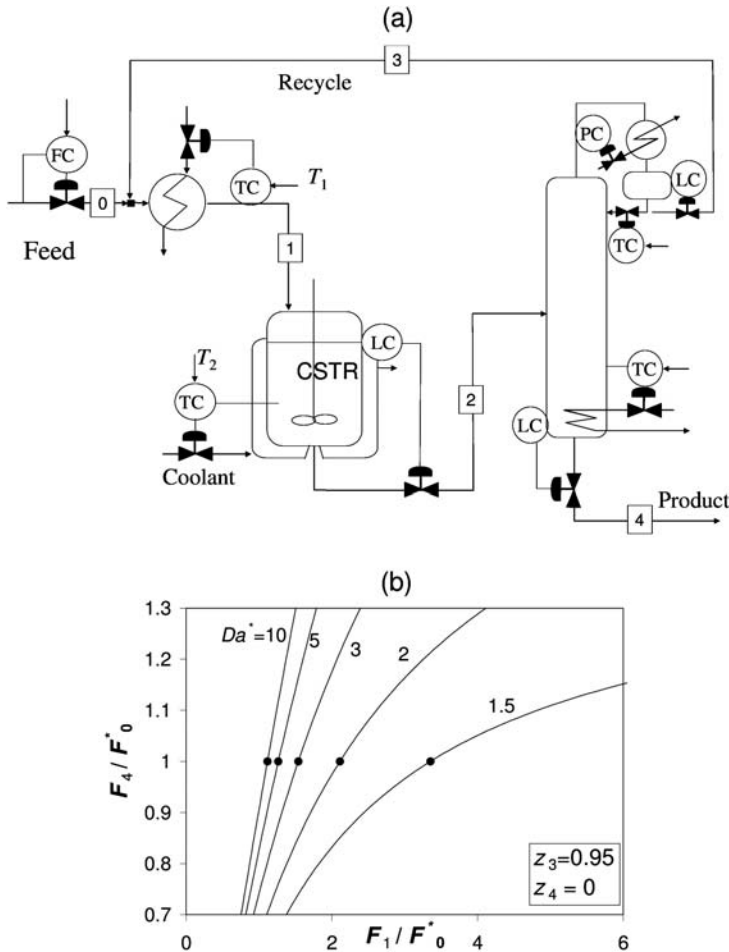 (a)
3
Recycle
FC
PC
TC
T₁
LC
0
TC
Feed
1
T₂
LC
TC
CSTR
2
TC
Coolant
LC
Product
4
(b)
1.3
Da*=10
5
3
2
1.2
1.5
1.1
F₄ / F*₀
1
0.9
0.8
z₃=0.95
z₄ = 0
0.7
0 2 4 6
F₁ / F*₀